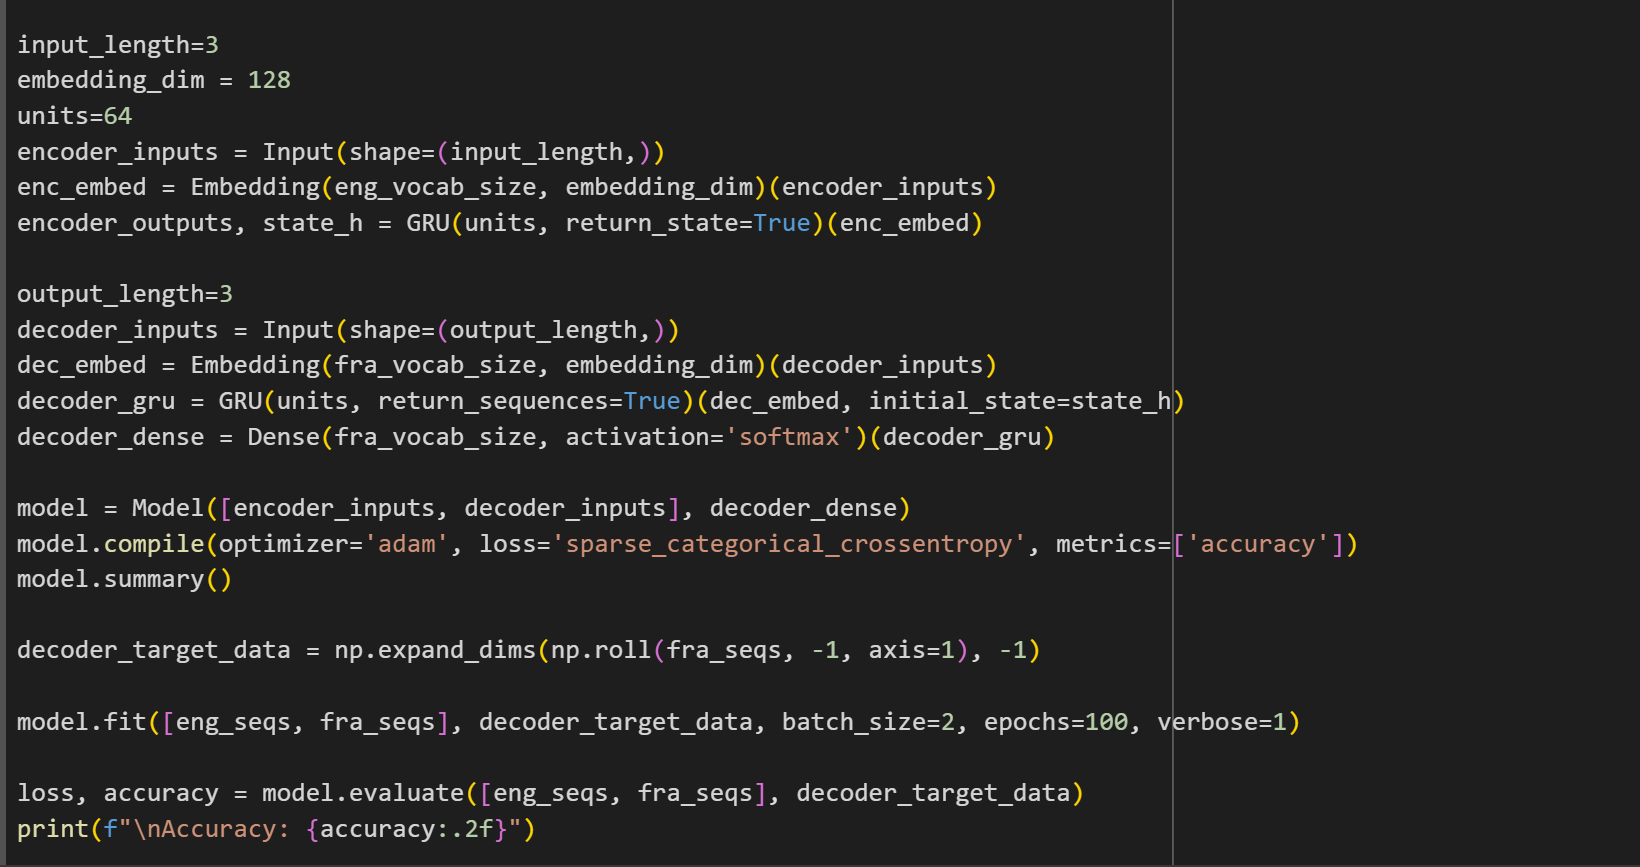 input_length=3
embedding_dim = 128
units=64
encoder_inputs = Input(shape=(input_length,))
enc_embed = Embedding(eng_vocab_size, embedding_dim)(encoder_inputs)
encoder_outputs, state_h = GRU(units, return_state=True)(enc_embed)

output_length=3
decoder_inputs = Input(shape=(output_length,))
dec_embed = Embedding(fra_vocab_size, embedding_dim)(decoder_inputs)
decoder_gru = GRU(units, return_sequences=True)(dec_embed, initial_state=state_h)
decoder_dense = Dense(fra_vocab_size, activation='softmax')(decoder_gru)

model = Model([encoder_inputs, decoder_inputs], decoder_dense)
model.compile(optimizer='adam', loss='sparse_categorical_crossentropy', metrics=['accuracy'])
model.summary()

decoder_target_data = np.expand_dims(np.roll(fra_seqs, -1, axis=1), -1)

model.fit([eng_seqs, fra_seqs], decoder_target_data, batch_size=2, epochs=100, verbose=1)

loss, accuracy = model.evaluate([eng_seqs, fra_seqs], decoder_target_data)
print(f"\nAccuracy: {accuracy:.2f}")